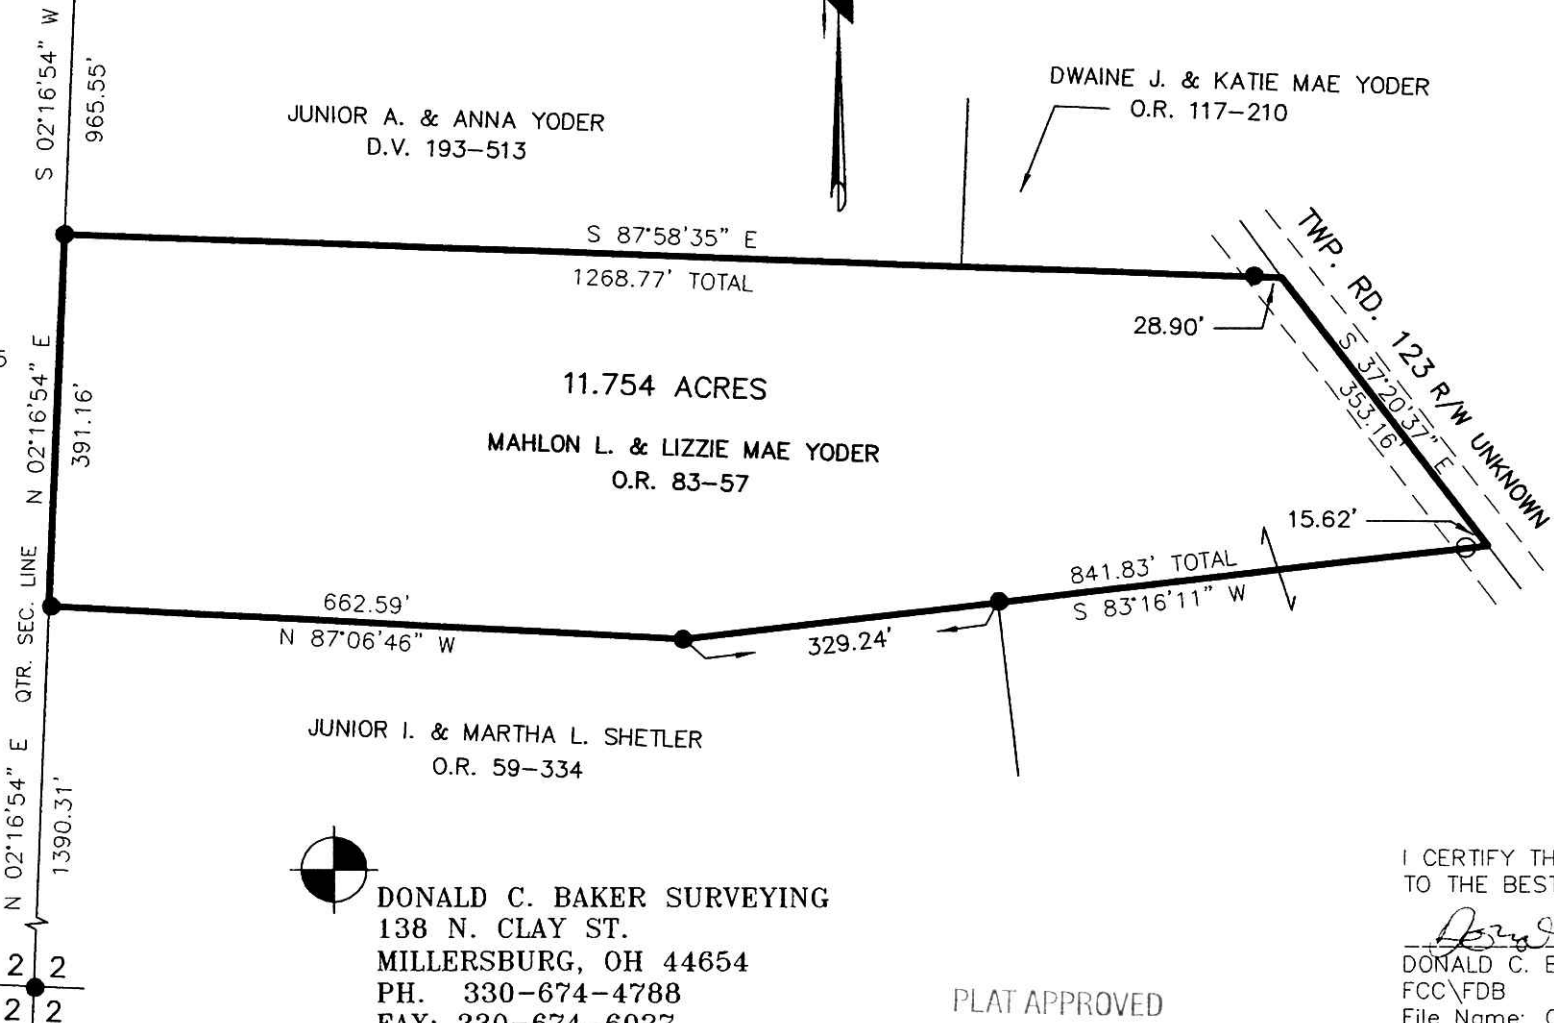 S 02°16'54" W
965.55'
JUNIOR A. & ANNA YODER
D.V. 193-513
DWAINE J. & KATIE MAE YODER
O.R. 117-210
S 87°58'35" E
1268.77' TOTAL
28.90'
TWP. RD. 123 R/W UNKNOWN
S 37°20'37" E
353.16'
N 02°16'54" E
391.16'
11.754 ACRES
MAHLON L. & LIZZIE MAE YODER
O.R. 83-57
15.62'
841.83' TOTAL
S 83°16'11" W
662.59'
N 87°06'46" W
329.24'
QTR. SEC. LINE
JUNIOR I. & MARTHA L. SHETLER
O.R. 59-334
N 02°16'54" E
1390.31'
2 2
2 2
DONALD C. BAKER SURVEYING
138 N. CLAY ST.
MILLERSBURG, OH 44654
PH. 330-674-4788
FAX: 330-674-6027
PLAT APPROVED
I CERTIFY TH
TO THE BEST
DONALD C. B
FCC\FDB
File Name: